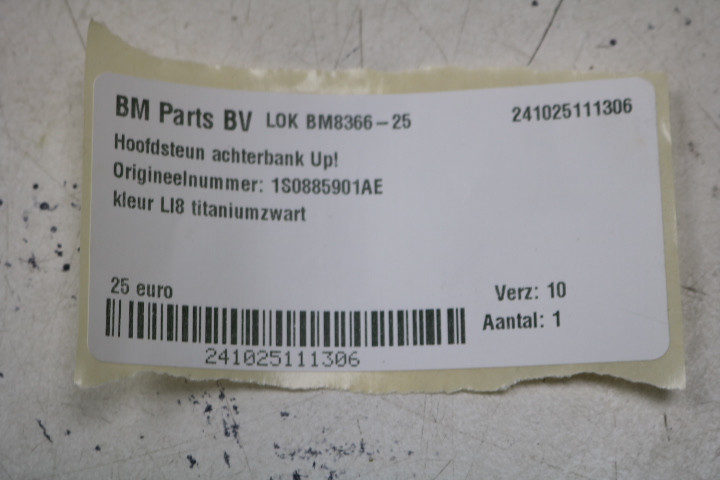 BM Parts BV LOK BM8366-25 241025111306
Hoofdsteun achterbank Up!
Origineelnummer: 1S0885901AE
kleur LI8 titaniumzwart
25 euro Verz: 10
Aantal: 1
241025111306